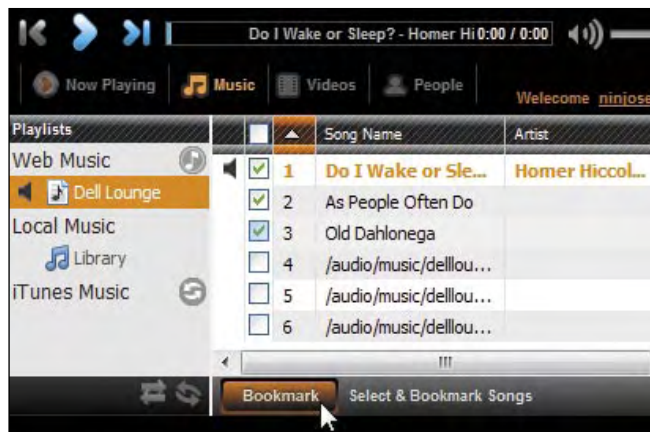 Do I Wake or Sleep? - Homer Hi 0:00 / 0:00
Now Playing Music Videos People
Welecome ninjose
Playlists Song Name Artist
Web Music
Dell Lounge
Local Music
Library
iTunes Music
1 Do I Wake or Sle... Homer Hiccol...
2 As People Often Do
3 Old Dahlonega
4 /audio/music/delllou...
5 /audio/music/delllou...
6 /audio/music/delllou...
Bookmark Select & Bookmark Songs